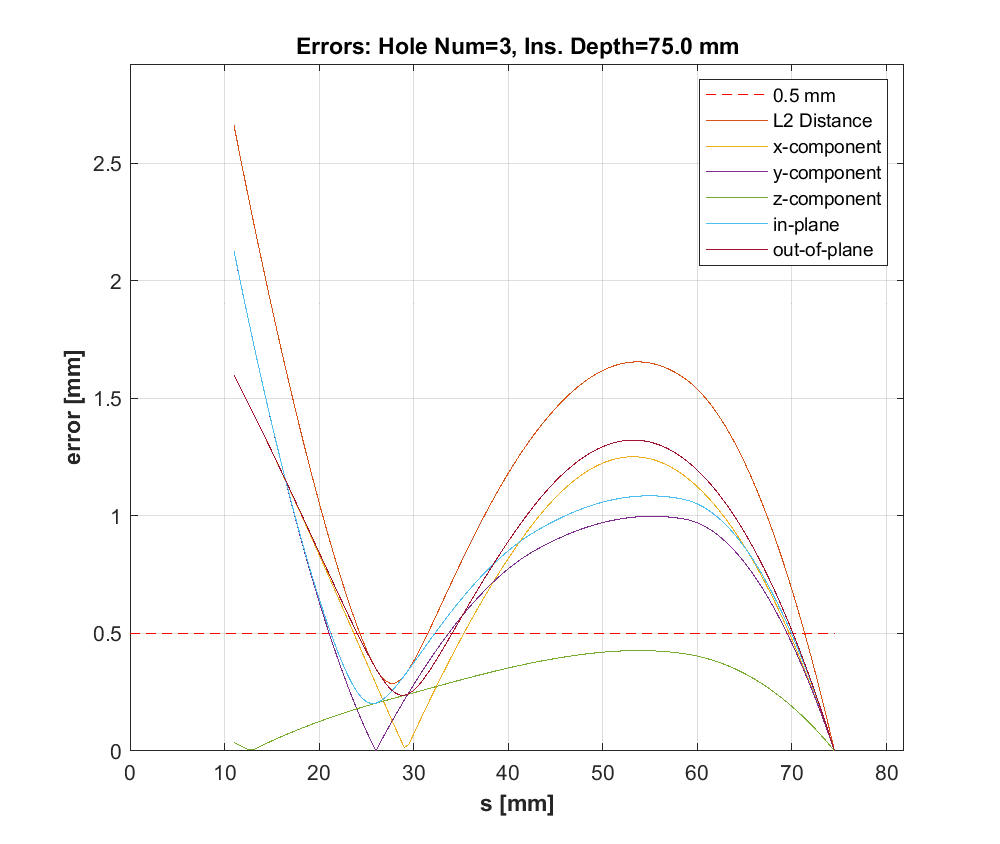 Errors: Hole Num=3, Ins. Depth=75.0 mm
0.5 mm
L2 Distance
x-component
y-component
z-component
in-plane
out-of-plane
error [mm]
2.5
2
1.5
1
0.5
0
0 10 20 30 40 50 60 70 80
s [mm]